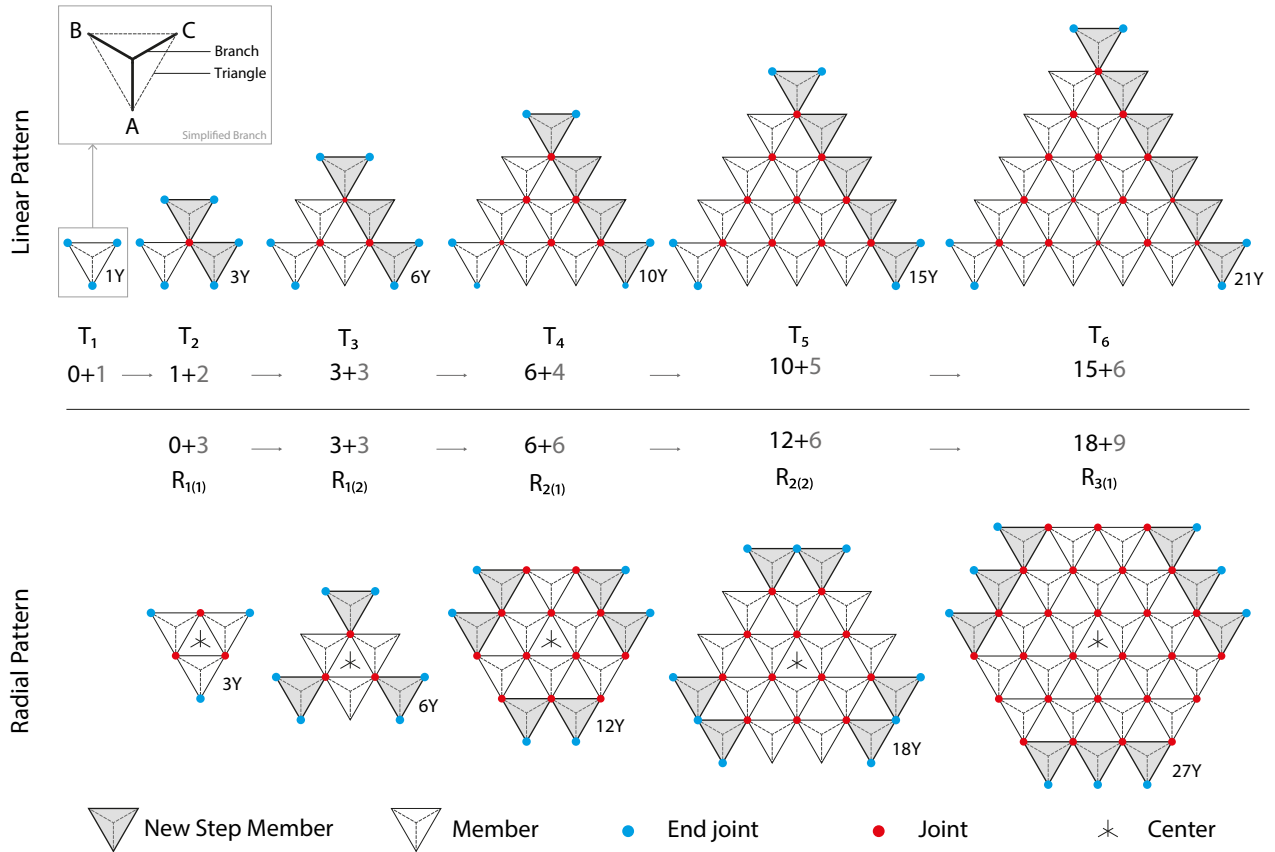 B
C
Branch
Triangle
A
Simplified Branch
Linear Pattern
1Y
3Y
6Y
10Y
15Y
21Y
T1
T2
T3
T4
T5
T6
0+1
1+2
3+3
6+4
10+5
15+6
0+3
3+3
6+6
12+6
18+9
R1(1)
R1(2)
R2(1)
R2(2)
R3(1)
Radial Pattern
3Y
6Y
12Y
18Y
27Y
New Step Member
Member
End joint
Joint
Center